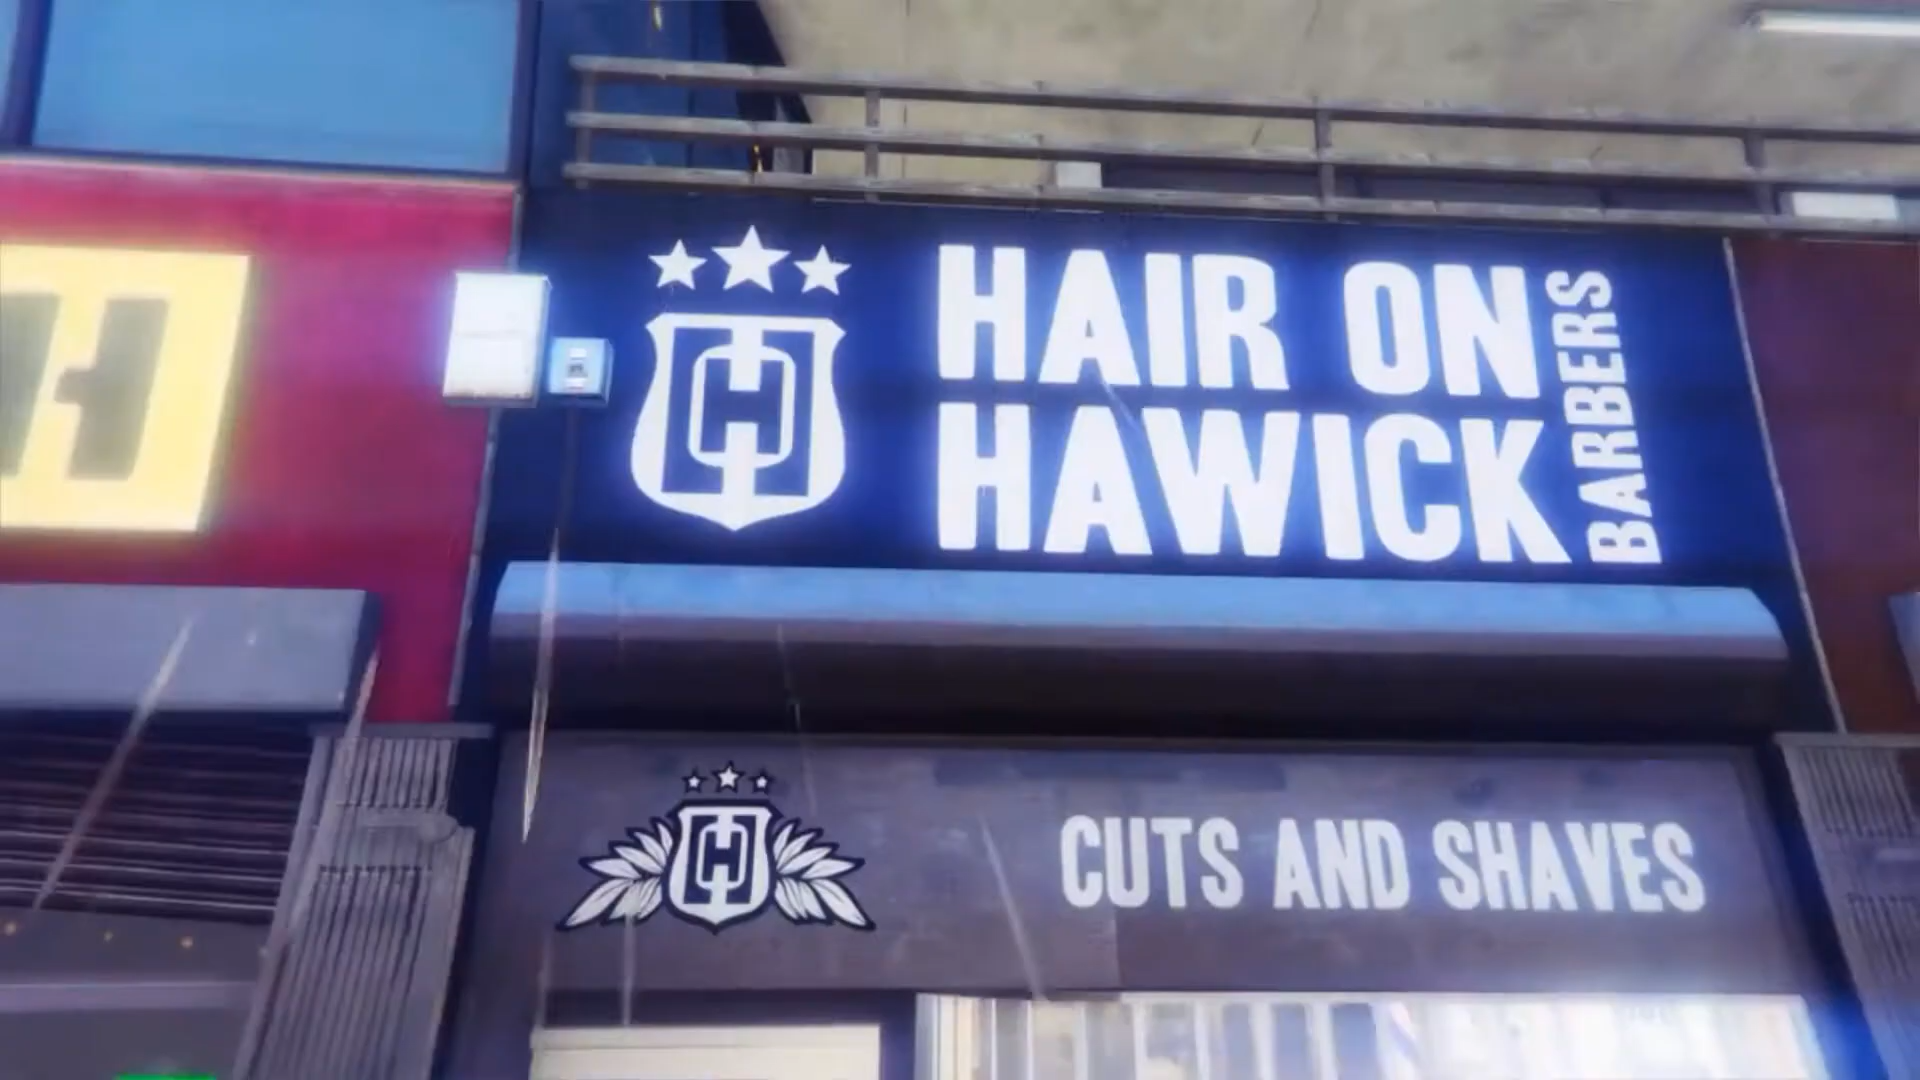 H
HAIR ON
HAWICK
BARBERS
CUTS AND SHAVES